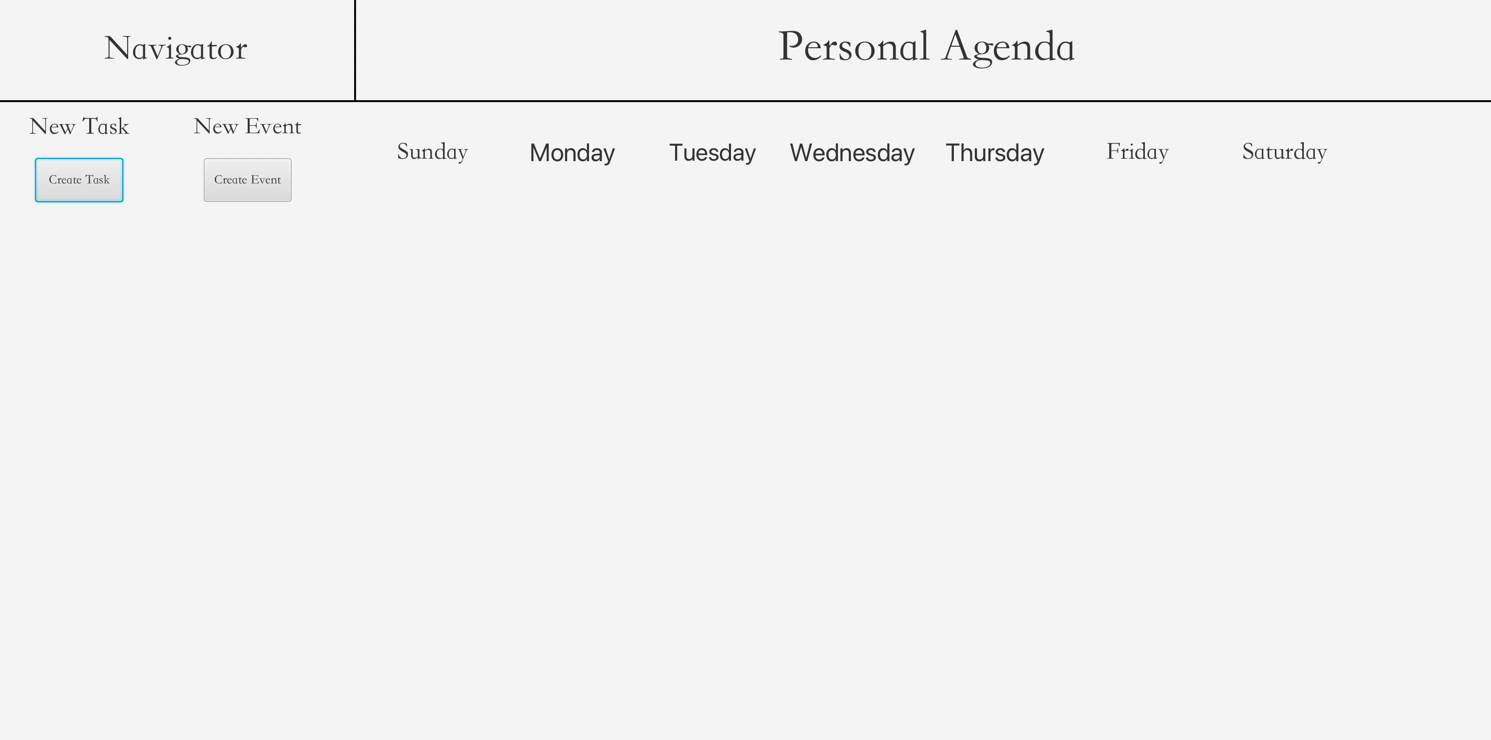 Navigator
Personal Agenda
New Task
New Event
Create Task
Create Event
Sunday
Monday
Tuesday
Wednesday
Thursday
Friday
Saturday